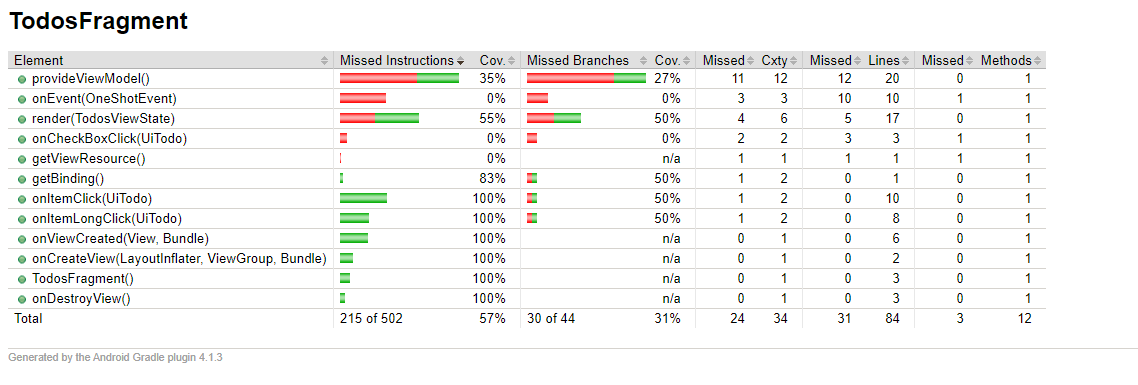 TodosFragment
Element Missed Instructions Cov. Missed Branches Cov. Missed Cxty Missed Lines Missed Methods
provideViewModel() 35% 27% 11 12 12 20 0 1
onEvent(OneShotEvent) 0% 0% 3 3 10 10 1 1
render(TodosViewState) 55% 50% 4 6 5 17 0 1
onCheckBoxClick(UiTodo) 0% 0% 2 2 3 3 1 1
getViewResource() 0% n/a 1 1 1 1 1 1
getBinding() 83% 50% 1 2 0 1 0 1
onItemClick(UiTodo) 100% 50% 1 2 0 10 0 1
onItemLongClick(UiTodo) 100% 50% 1 2 0 8 0 1
onViewCreated(View, Bundle) 100% n/a 0 1 0 6 0 1
onCreateView(LayoutInflater, ViewGroup, Bundle) 100% n/a 0 1 0 2 0 1
TodosFragment() 100% n/a 0 1 0 3 0 1
onDestroyView() 100% n/a 0 1 0 3 0 1
Total 215 of 502 57% 30 of 44 31% 24 34 31 84 3 12
Generated by the Android Gradle plugin 4.1.3